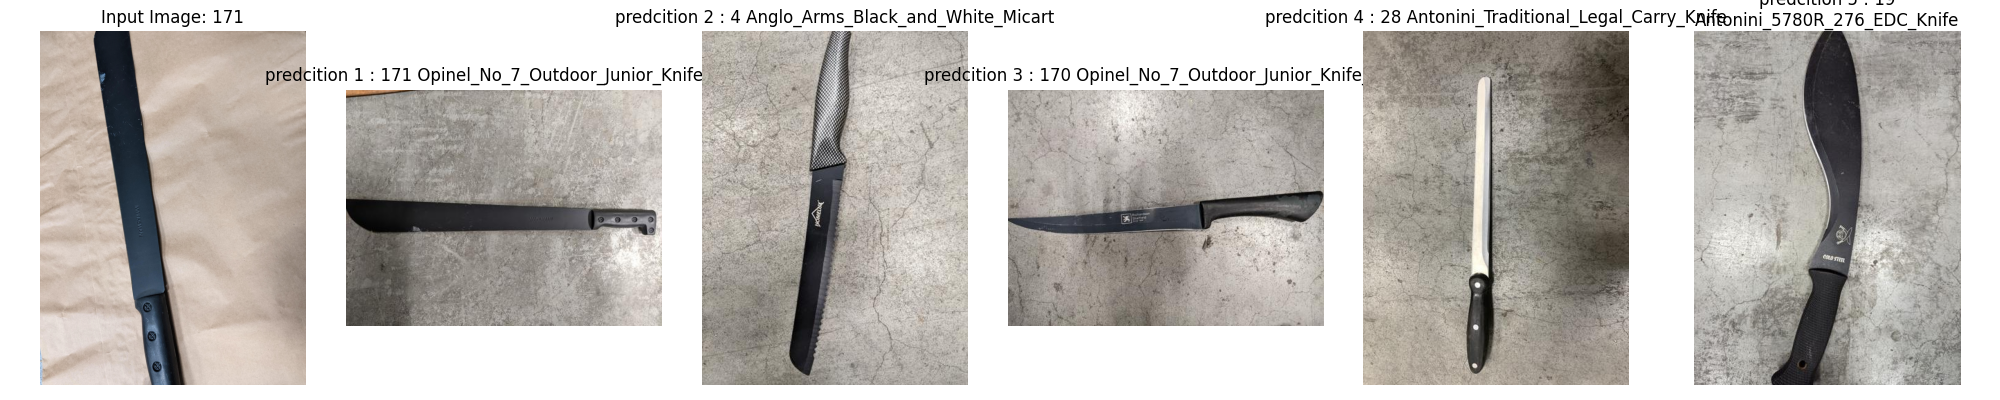 Input Image: 171
predcition 1 : 171 Opinel_No_7_Outdoor_Junior_Knife
predcition 2 : 4 Anglo_Arms_Black_and_White_Micart
predcition 3 : 170 Opinel_No_7_Outdoor_Junior_Knife
predcition 4 : 28 Antonini_Traditional_Legal_Carry_Knife
predcition 5 : 19
Antonini_5780R_276_EDC_Knife
COLD STEEL